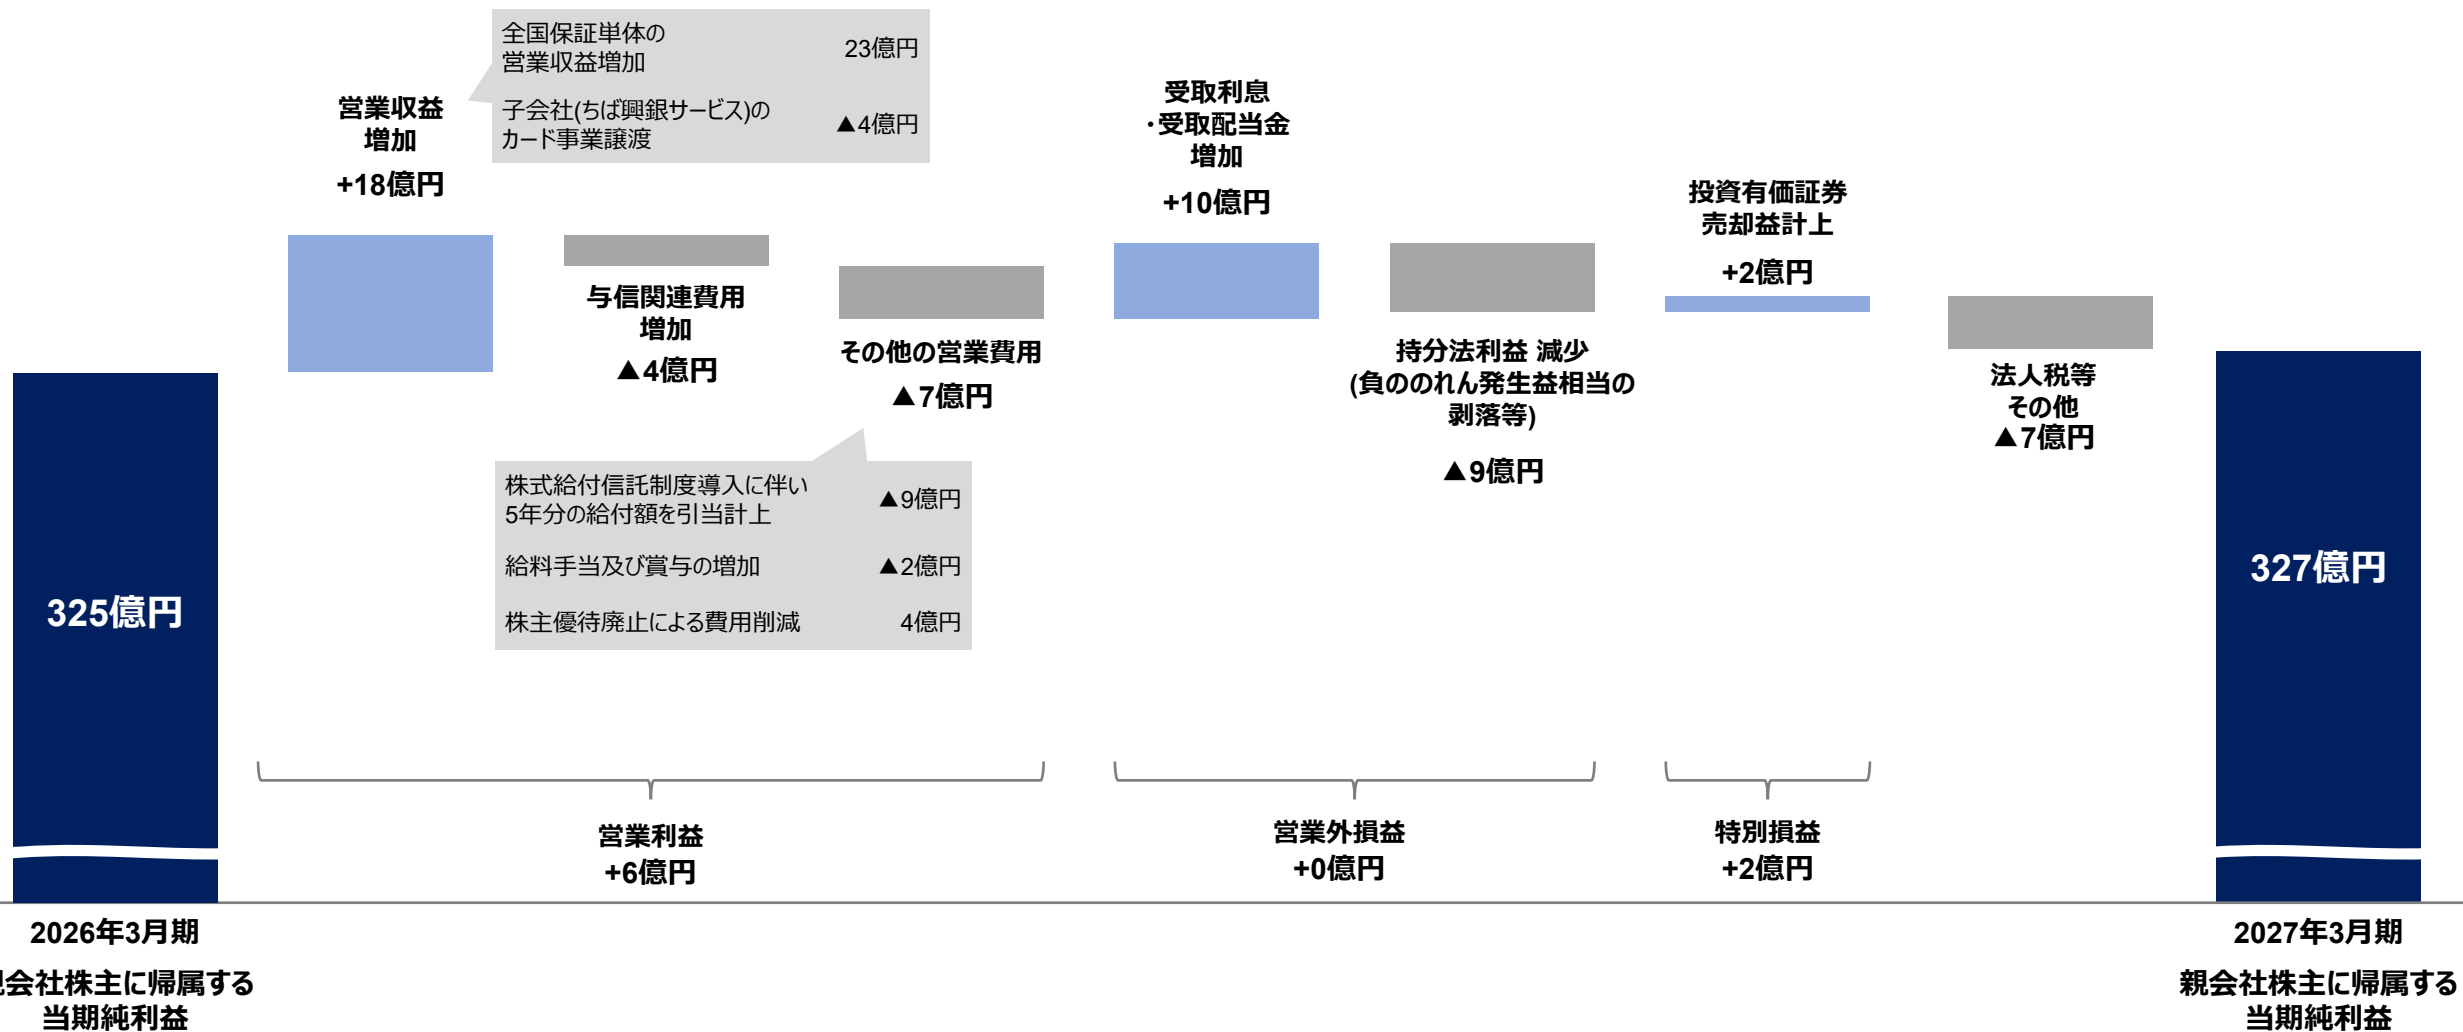 全国保証単体の
営業収益増加
23億円
子会社(ちば興銀サービス)の
カード事業譲渡
▲4億円
営業収益
増加
+18億円
与信関連費用
増加
▲4億円
その他の営業費用
▲7億円
株式給付信託制度導入に伴い
5年分の給付額を引当計上
▲9億円
給料手当及び賞与の増加
▲2億円
株主優待廃止による費用削減
4億円
受取利息
・受取配当金
増加
+10億円
持分法利益 減少
(負ののれん発生益相当の
剥落等)
▲9億円
投資有価証券
売却益計上
+2億円
法人税等
その他
▲7億円
325億円
327億円
営業利益
+6億円
営業外損益
+0億円
特別損益
+2億円
2026年3月期
親会社株主に帰属する
当期純利益
2027年3月期
親会社株主に帰属する
当期純利益